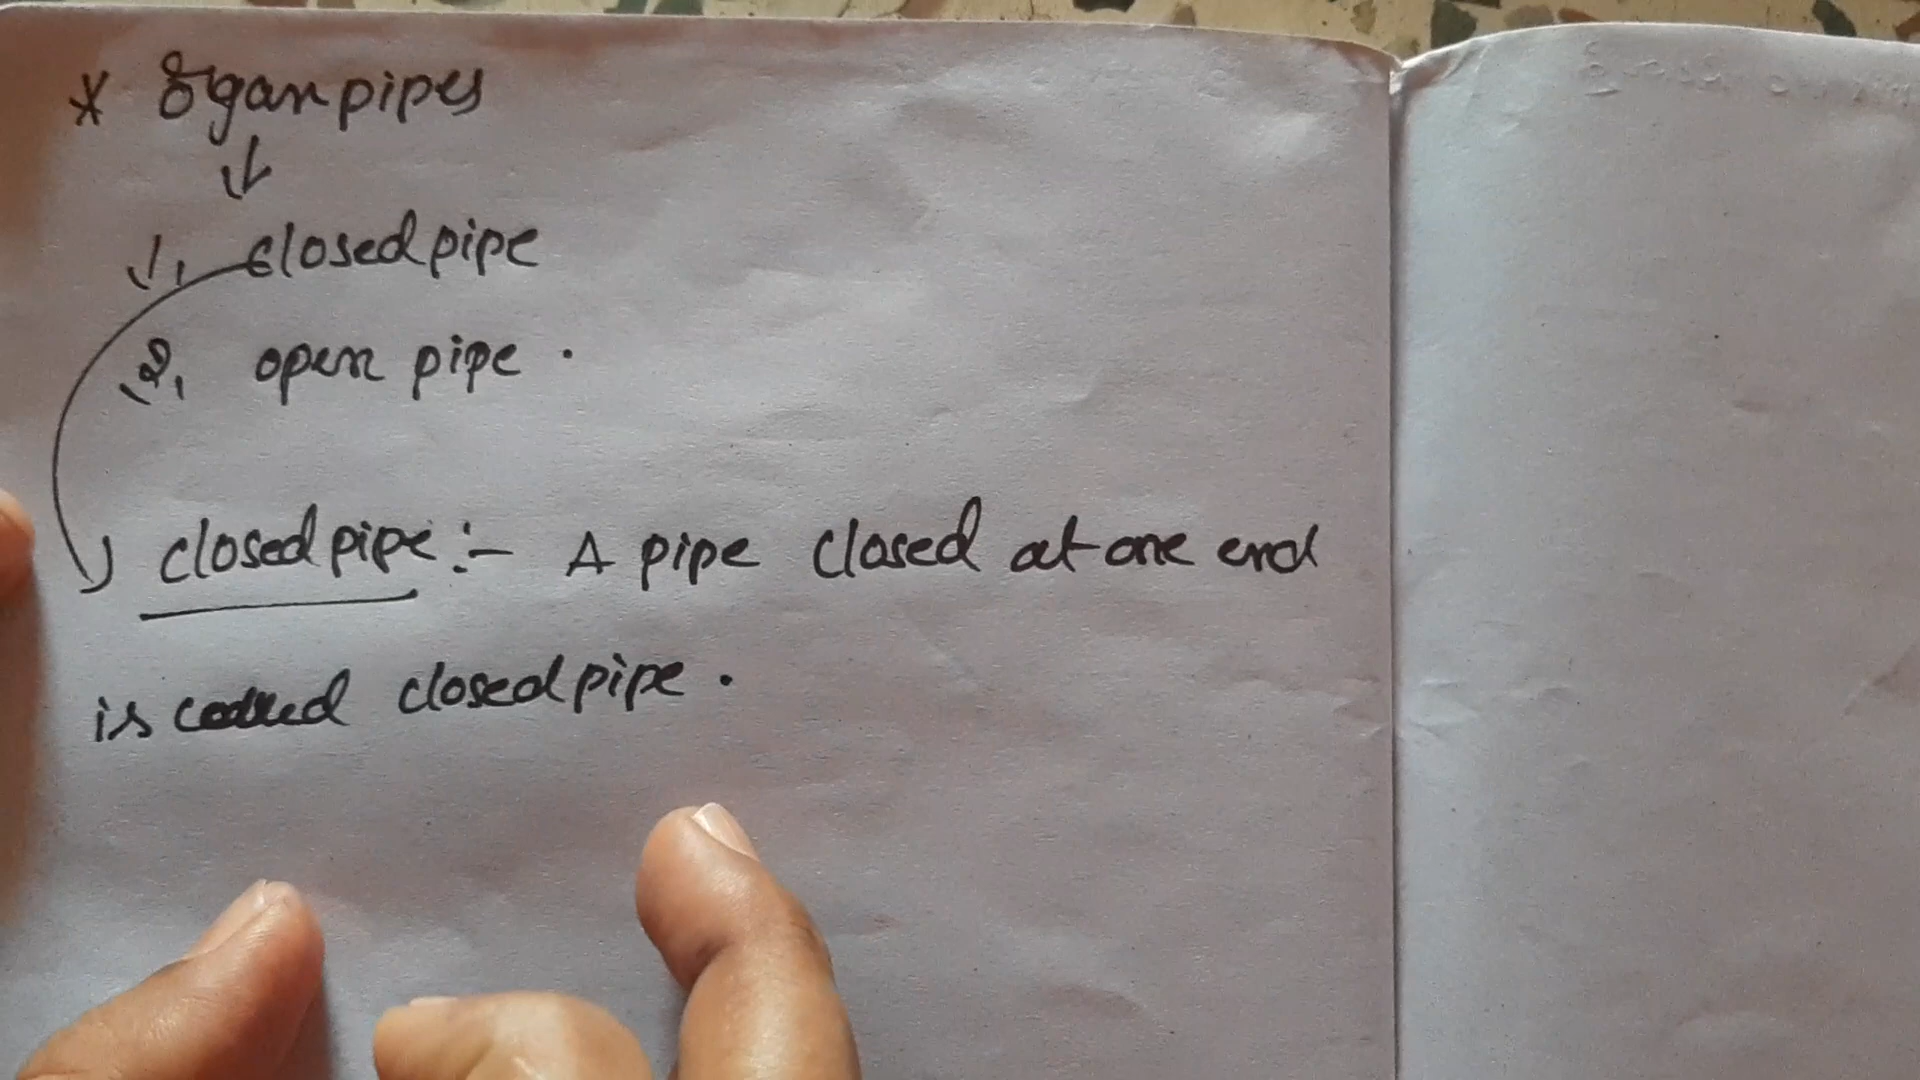 * Organ pipes
↓
1, closed pipe
2, open pipe .
) closed pipe :- A pipe closed at one end
is called closed pipe .